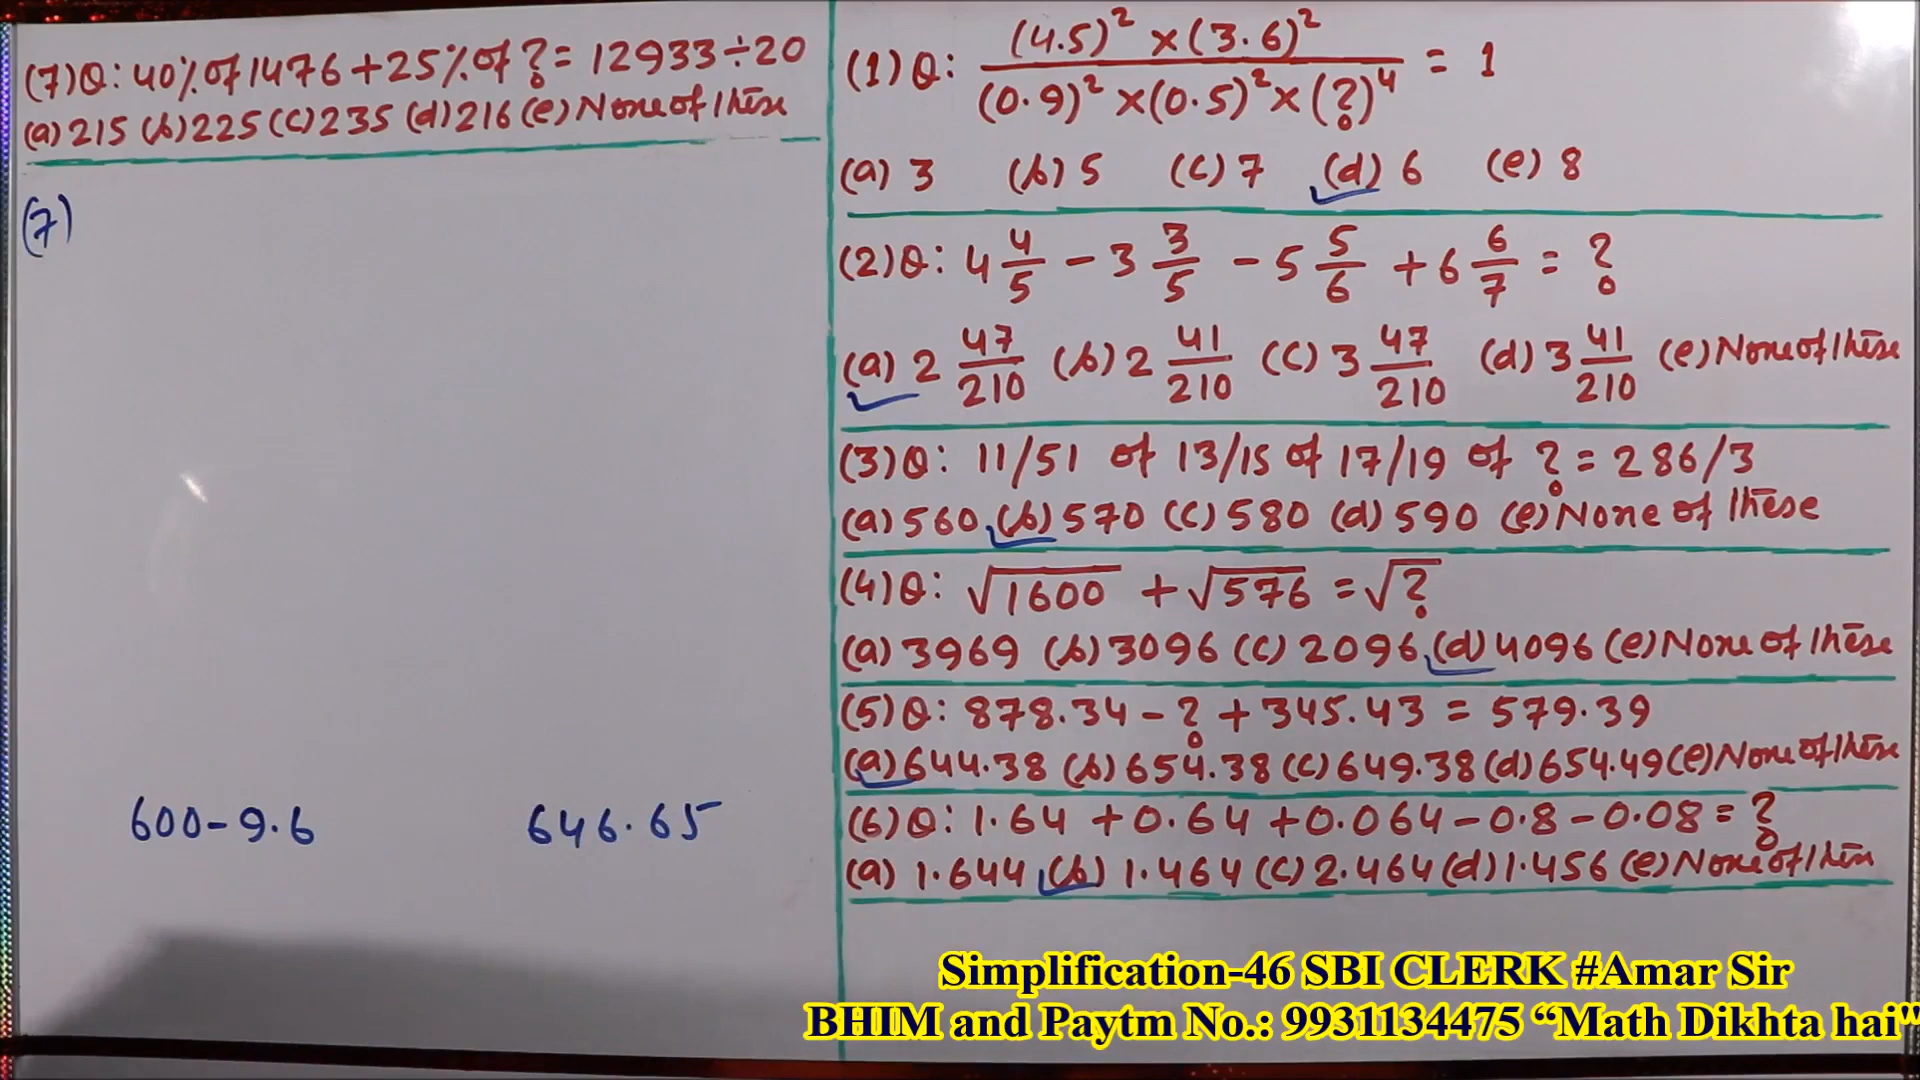 (7)Q: 40% of 1476 + 25% of ? = 12933 ÷ 20
(a) 215 (b) 225 (c) 235 (d) 216 (e) None of these
(7)
600 - 9.6 646.65
(1)Q: (4.5)² × (3.6)² / (0.9)² × (0.5)² × (?)⁴ = 1
(a) 3 (b) 5 (c) 7 (d) 6 (e) 8
(2)Q: 4 4/5 - 3 3/5 - 5 5/6 + 6 6/7 = ?
(a) 2 47/210 (b) 2 41/210 (c) 3 47/210 (d) 3 41/210 (e) None of these
(3)Q: 11/51 of 13/15 of 17/19 of ? = 286/3
(a) 560 (b) 570 (c) 580 (d) 590 (e) None of these
(4)Q: √1600 + √576 = √?
(a) 3969 (b) 3096 (c) 2096 (d) 4096 (e) None of these
(5)Q: 878.34 - ? + 345.43 = 579.39
(a) 644.38 (b) 654.38 (c) 649.38 (d) 654.49 (e) None of these
(6)Q: 1.64 + 0.64 + 0.064 - 0.8 - 0.08 = ?
(a) 1.644 (b) 1.464 (c) 2.464 (d) 1.456 (e) None of these
Simplification-46 SBI CLERK #Amar Sir
BHIM and Paytm No.: 9931134475 “Math Dikhta hai"